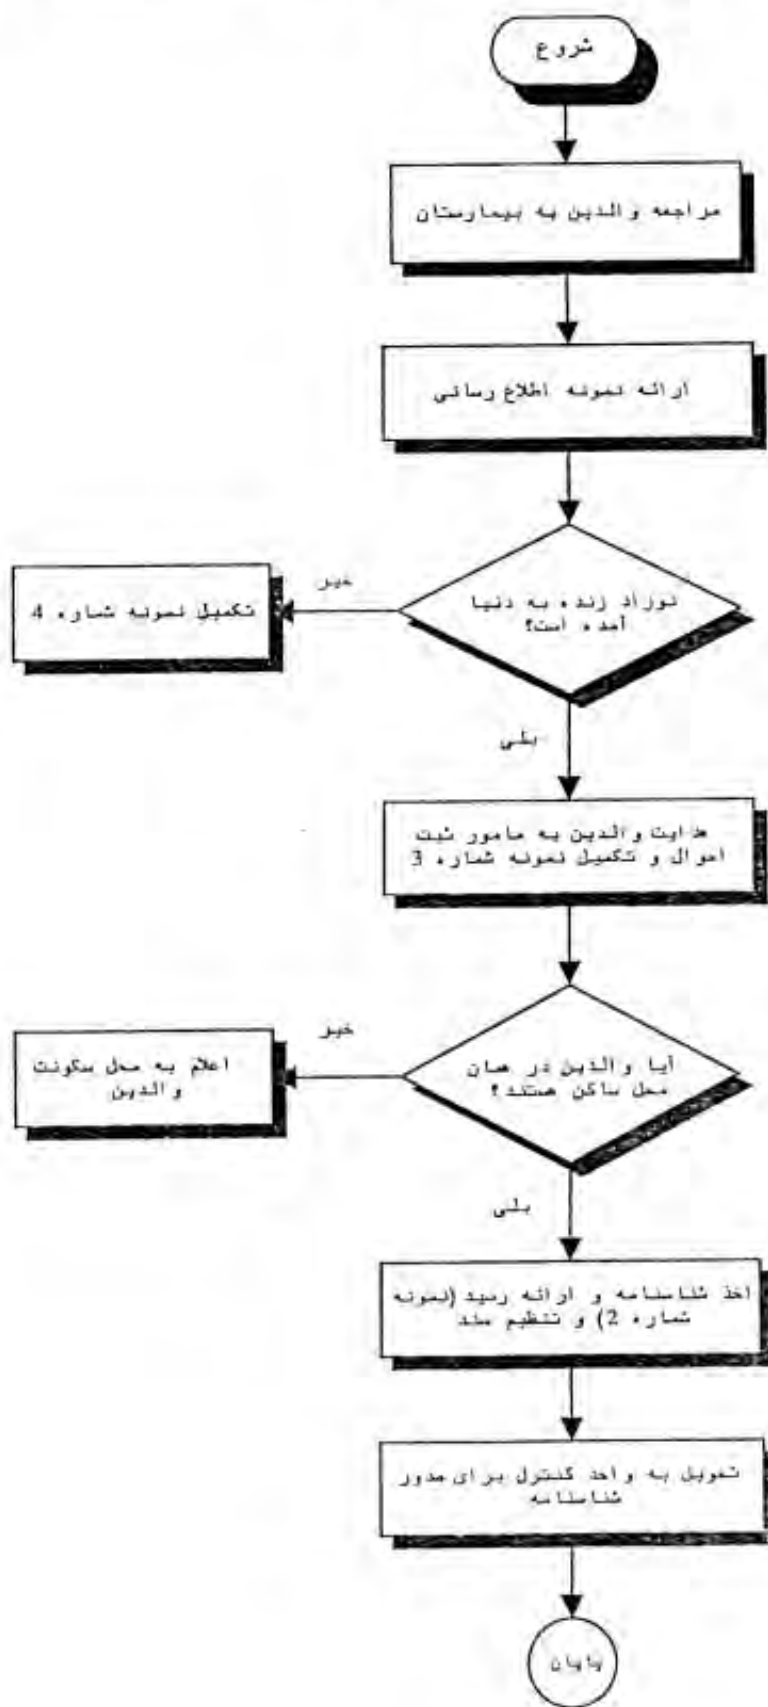 شروع
مراجعه والدین به بیمارستان
ارائه نمونه اطلاع رسانی
نوزاد زنده به دنیا
آمده است؟
خیر
تکمیل نمونه شماره 4
بلی
هدایت والدین به مامور ثبت
احوال و تکمیل نمونه شماره 3
آیا والدین در همان
محل ساکن هستند؟
خیر
اعلام به محل سکونت
والدین
بلی
اخذ شناسنامه و ارائه رسید (نمونه
شماره 2) و تنظیم سند
تحویل به واحد کنترل برای صدور
شناسنامه
پایان